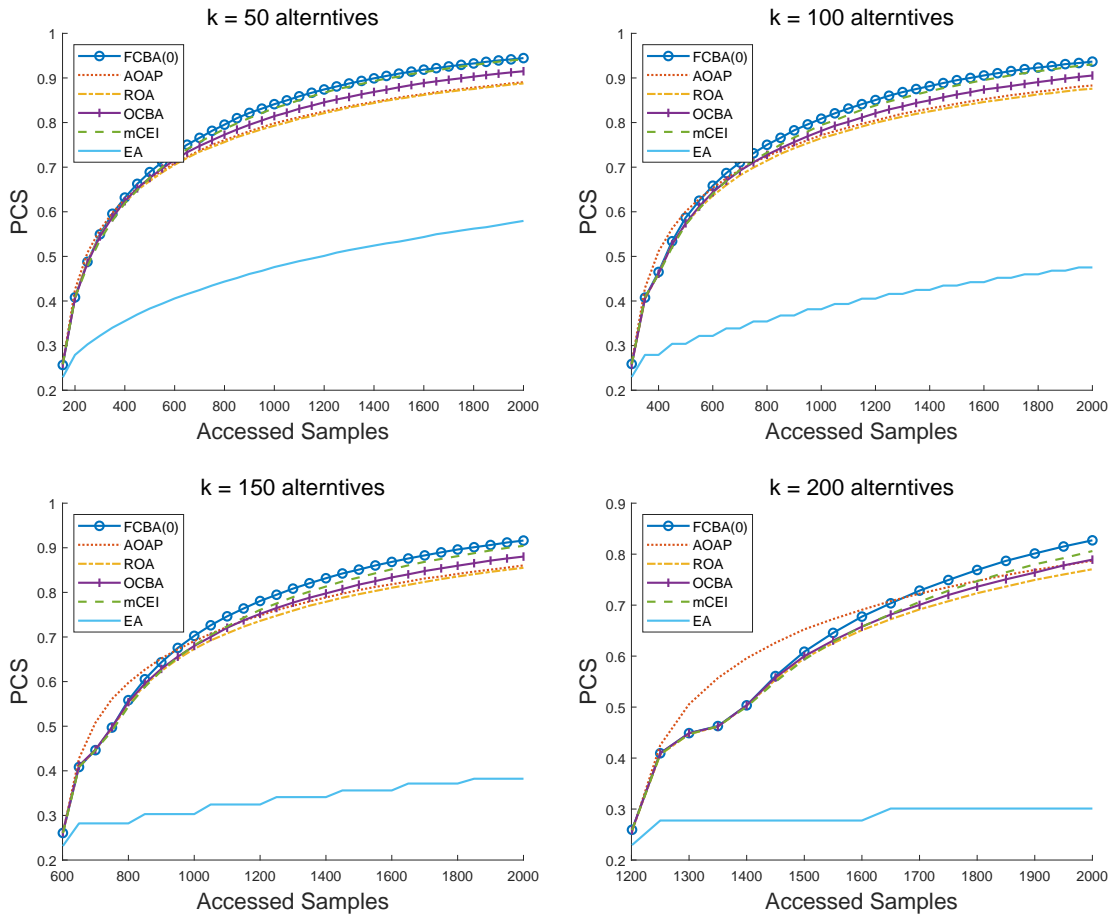 k = 50 alterntives
1
0.9
0.8
0.7
0.6
0.5
0.4
0.3
0.2
PCS
FCBA(0)
AOAP
ROA
OCBA
mCEI
EA
200 400 600 800 1000 1200 1400 1600 1800 2000
Accessed Samples
k = 100 alterntives
1
0.9
0.8
0.7
0.6
0.5
0.4
0.3
0.2
PCS
FCBA(0)
AOAP
ROA
OCBA
mCEI
EA
400 600 800 1000 1200 1400 1600 1800 2000
Accessed Samples
k = 150 alterntives
1
0.9
0.8
0.7
0.6
0.5
0.4
0.3
0.2
PCS
FCBA(0)
AOAP
ROA
OCBA
mCEI
EA
600 800 1000 1200 1400 1600 1800 2000
Accessed Samples
k = 200 alterntives
0.9
0.8
0.7
0.6
0.5
0.4
0.3
0.2
PCS
FCBA(0)
AOAP
ROA
OCBA
mCEI
EA
1200 1300 1400 1500 1600 1700 1800 1900 2000
Accessed Samples